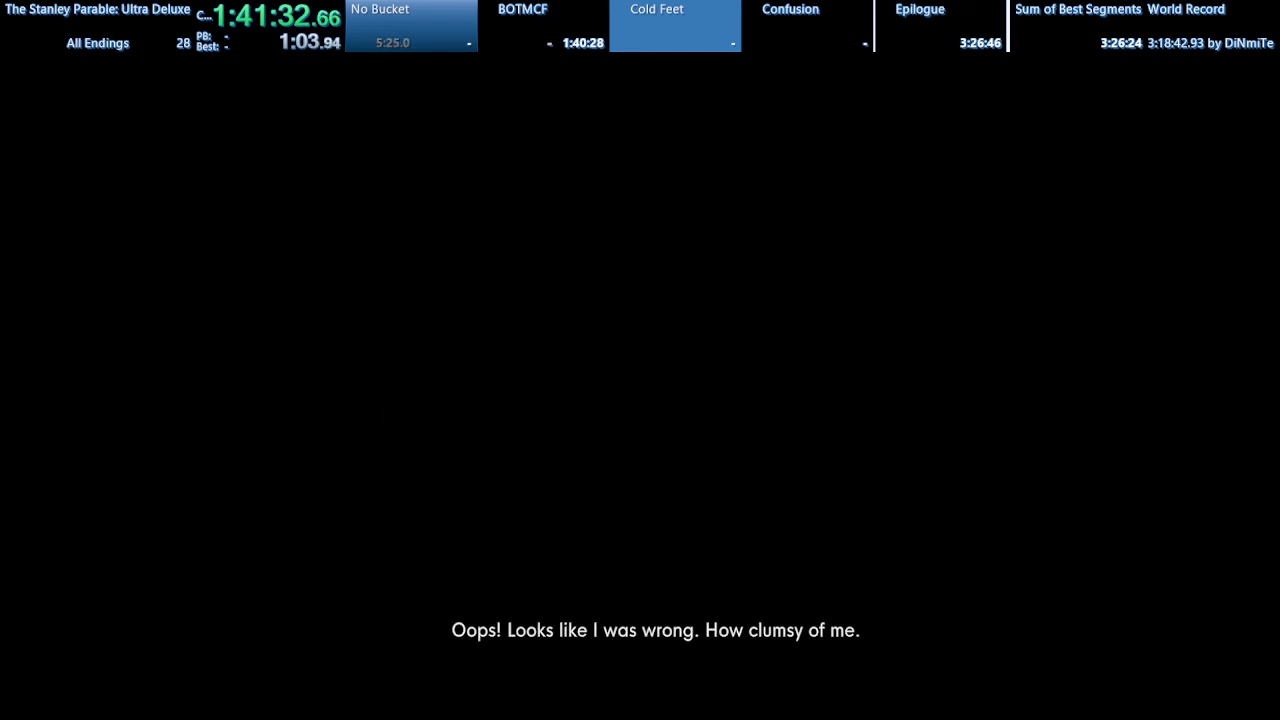 The Stanley Parable: Ultra Deluxe
All Endings 28
C... 1:41:32.66
PB: -
Best: -
1:03.94
No Bucket
5:25.0 -
BOTMCF
- 1:40:28
Cold Feet
-
Confusion
-
Epilogue
3:26:46
Sum of Best Segments
3:26:24
World Record
3:18:42.93 by DiNmiTe
Oops! Looks like I was wrong. How clumsy of me.